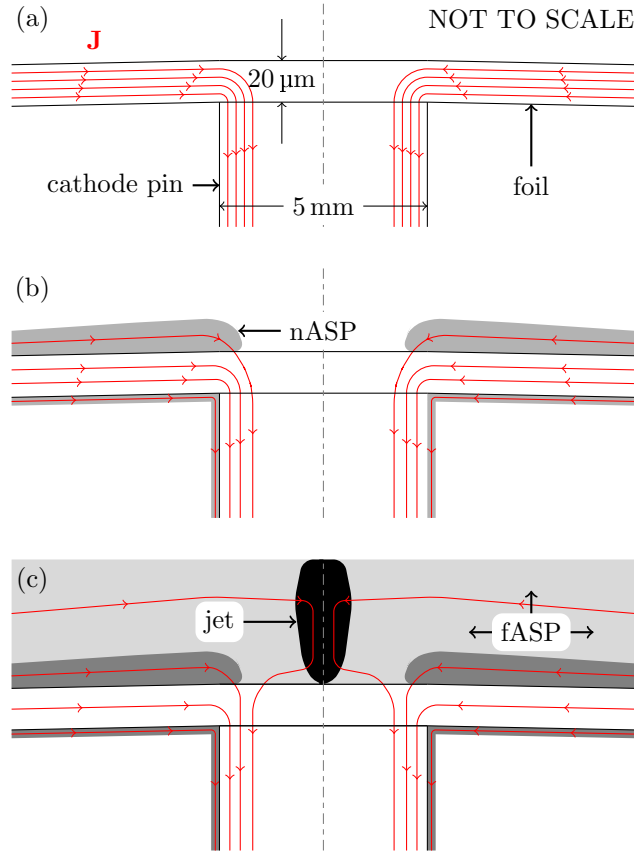 (a)
NOT TO SCALE
J
20 µm
cathode pin
foil
5 mm
(b)
nASP
(c)
jet
fASP